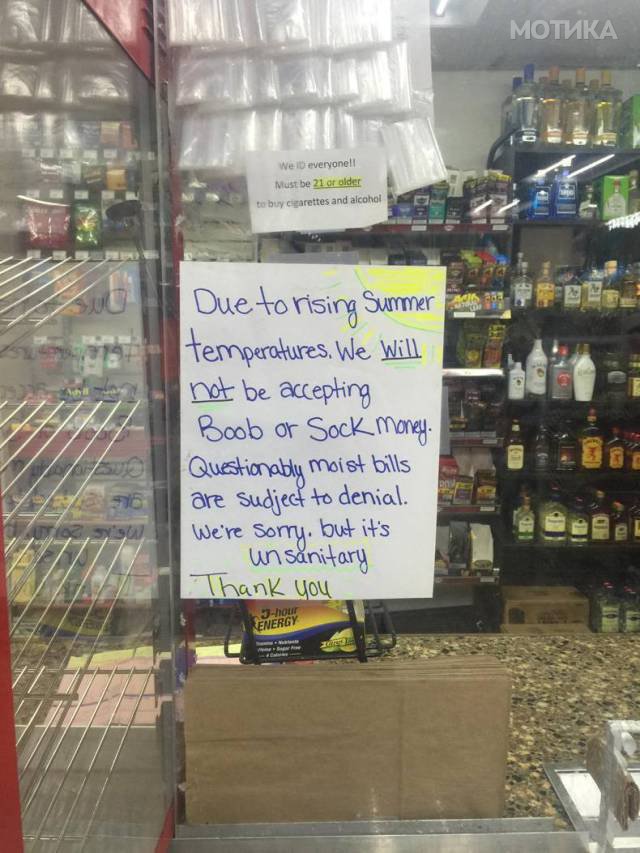 МОТИКА
We ID everyone!!
Must be 21 or older
to buy cigarettes and alcohol
Due to rising Summer
temperatures. We Will
not be accepting
Boob or Sock money.
Questionably moist bills
are sudject to denial.
We're sorry. but it's
unsanitary
Thank you
5-hour
ENERGY